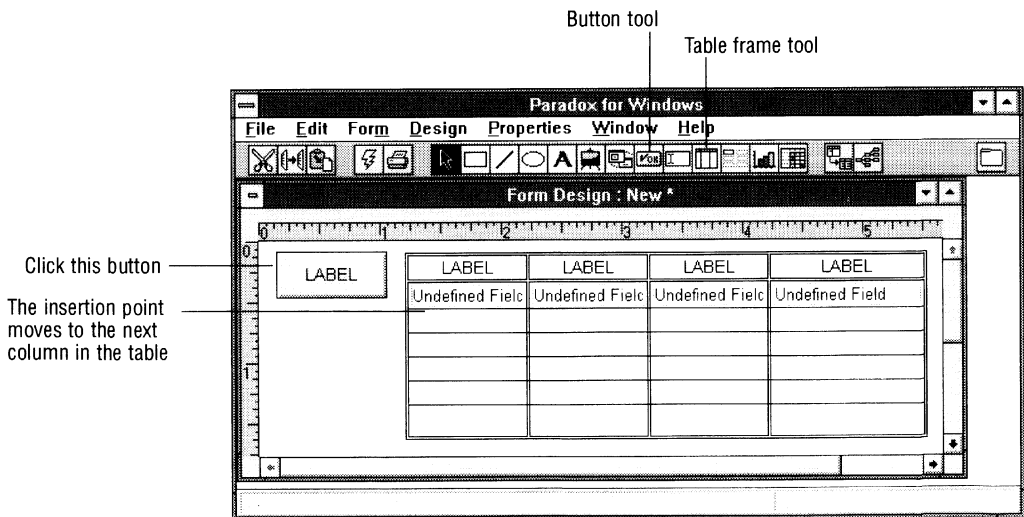 Button tool
Table frame tool
Paradox for Windows
File Edit Form Design Properties Window Help
A
OK
Form Design : New *
0 1 2 3 4 5
0
1
Click this button
LABEL
LABEL LABEL LABEL LABEL
Undefined Fielc Undefined Fielc Undefined Fielc Undefined Field
The insertion point
moves to the next
column in the table